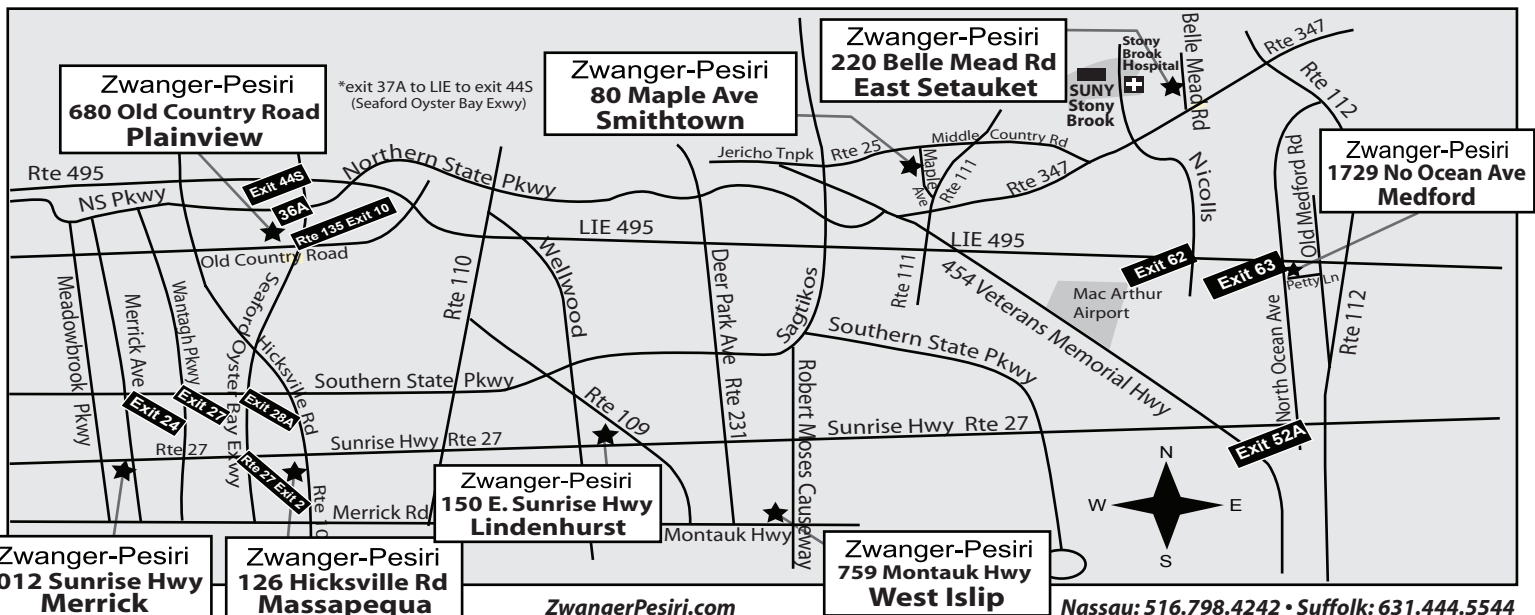 Zwanger-Pesiri
680 Old Country Road
Plainview
*exit 37A to LIE to exit 44S
(Seaford Oyster Bay Exwy)
Zwanger-Pesiri
80 Maple Ave
Smithtown
Zwanger-Pesiri
220 Belle Mead Rd
East Setauket
Stony
Brook
Hospital
SUNY
Stony
Brook
Belle Mead Rd
Rte 347
Rte 112
Zwanger-Pesiri
1729 No Ocean Ave
Medford
Rte 495
NS Pkwy
Exit 44S
36A
Rte 135 Exit 10
Northern State Pkwy
Jericho Tnpk
Rte 25
Middle Country Rd
Maple
Ave
Rte 111
Rte 347
Nicolls
Old Medford Rd
Old Country Road
LIE 495
LIE 495
Exit 62
Exit 63
Petty Ln
Meadowbrook Pkwy
Merrick Ave
Wantagh Pkwy
Seaford Oyster Bay Exwy
Hicksville Rd
Rte 110
Wellwood
Deer Park Ave Rte 231
Sagtikos
Rte 111
454 Veterans Memorial Hwy
Mac Arthur
Airport
North Ocean Ave
Rte 112
Southern State Pkwy
Southern State Pkwy
Robert Moses Causeway
Exit 24
Exit 27
Exit 28A
Rte 109
Rte 27
Sunrise Hwy Rte 27
Sunrise Hwy Rte 27
Exit 52A
Rte 27 Exit 2
Merrick Rd
Montauk Hwy
Zwanger-Pesiri
150 E. Sunrise Hwy
Lindenhurst
N
W
E
S
Zwanger-Pesiri
012 Sunrise Hwy
Merrick
Zwanger-Pesiri
126 Hicksville Rd
Massapequa
Zwanger-Pesiri
759 Montauk Hwy
West Islip
ZwangerPesiri.com
Nassau: 516.798.4242 • Suffolk: 631.444.5544